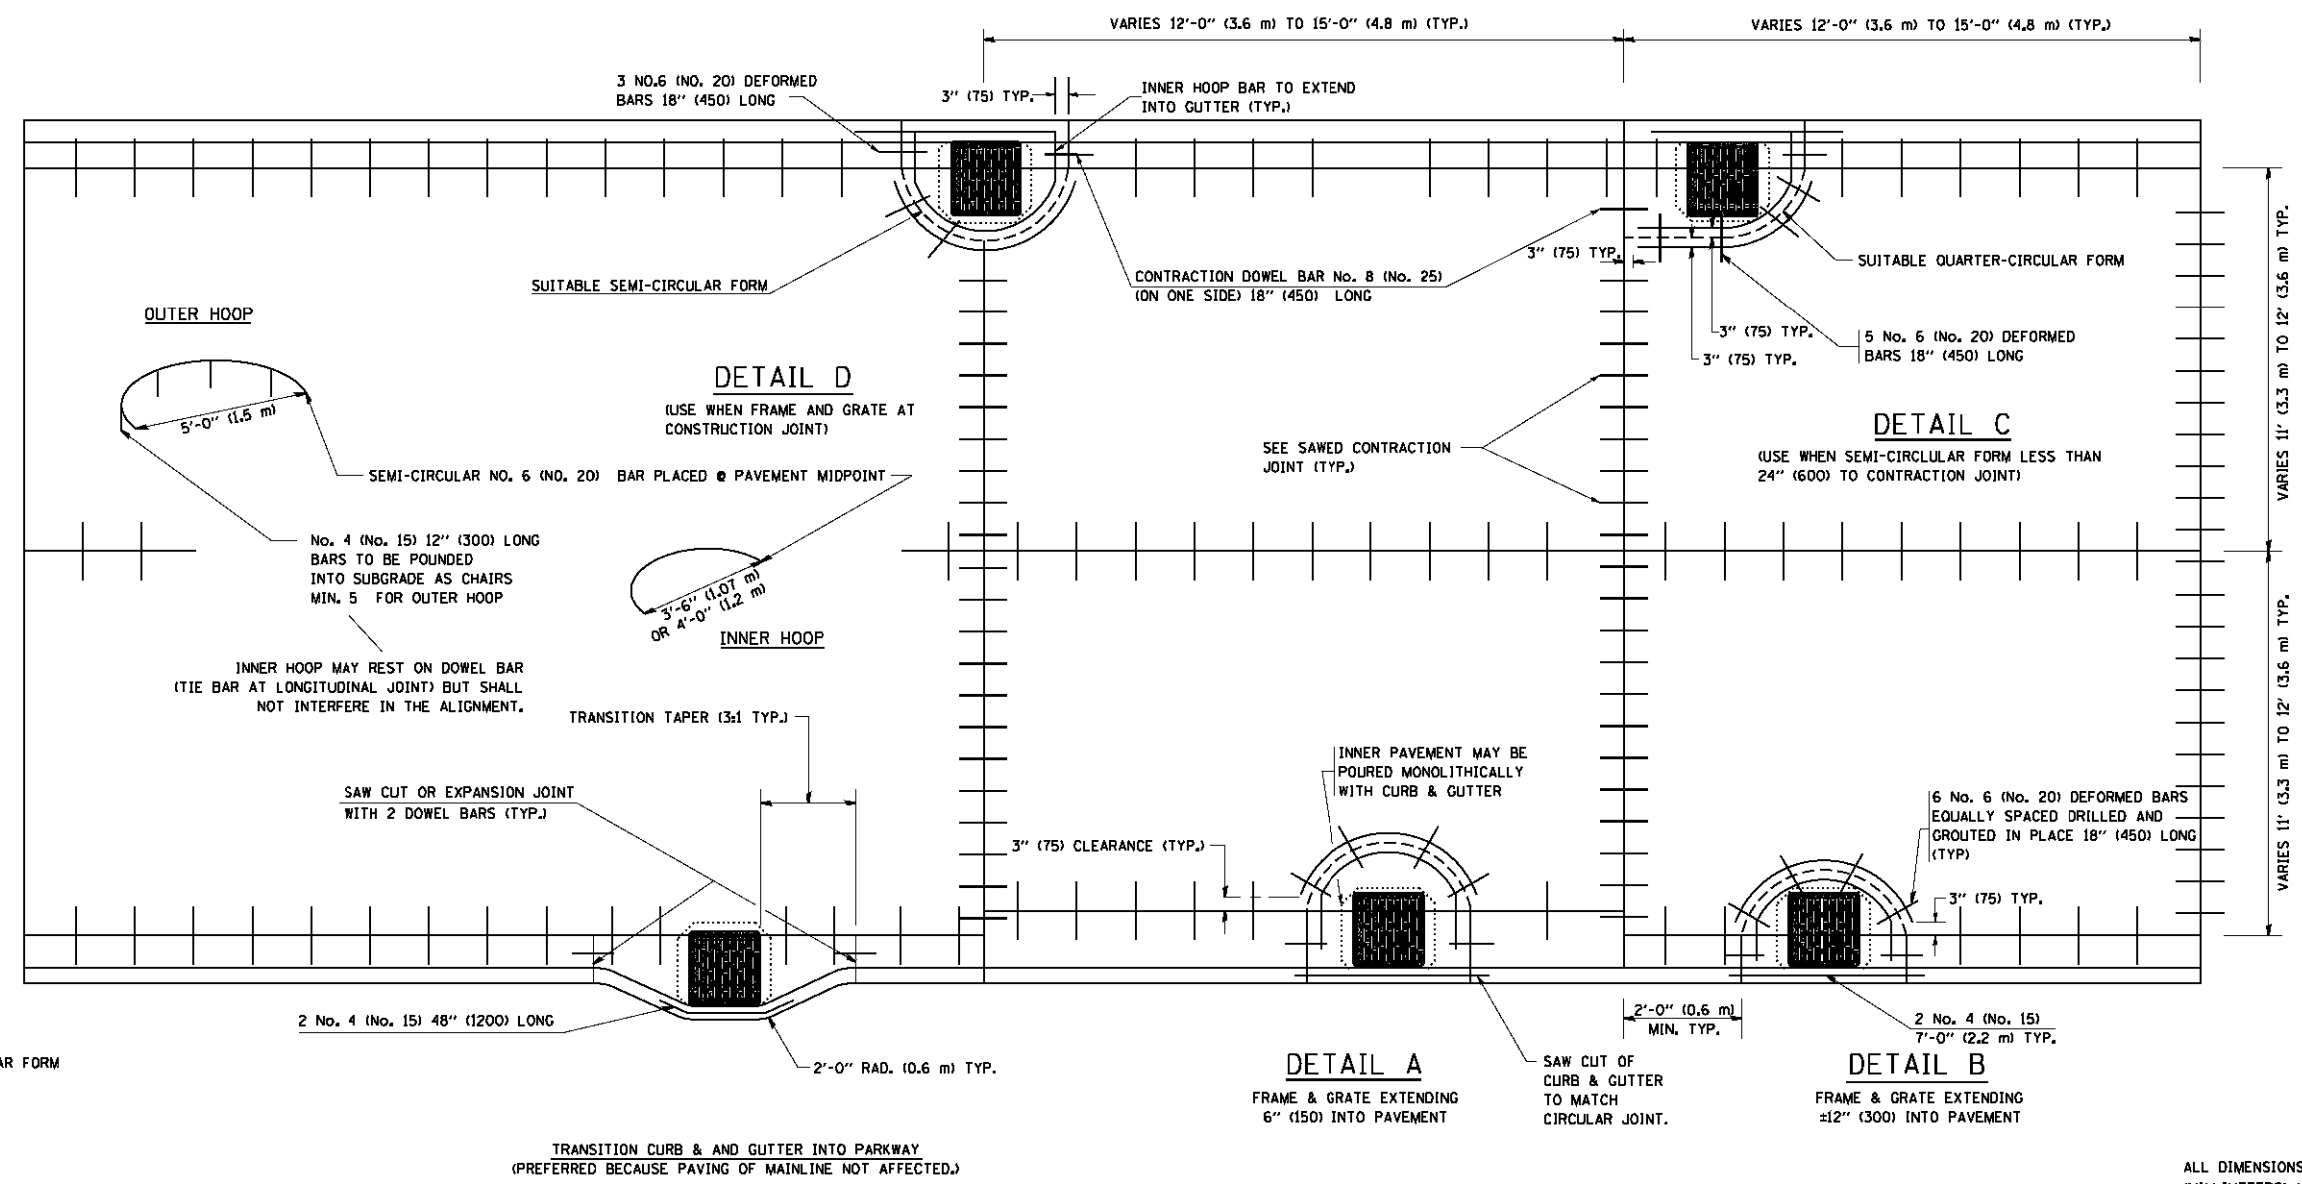 VARIES 12'-0" (3.6 m) TO 15'-0" (4.8 m) (TYP.)
VARIES 12'-0" (3.6 m) TO 15'-0" (4.8 m) (TYP.)
3 NO.6 (NO. 20) DEFORMED
BARS 18" (450) LONG
3" (75) TYP.
INNER HOOP BAR TO EXTEND
INTO GUTTER (TYP.)
SUITABLE SEMI-CIRCULAR FORM
CONTRACTION DOWEL BAR No. 8 (No. 25)
(ON ONE SIDE) 18" (450) LONG
3" (75) TYP.
SUITABLE QUARTER-CIRCULAR FORM
3" (75) TYP.
3" (75) TYP.
5 No. 6 (No. 20) DEFORMED
BARS 18" (450) LONG
VARIES 11' (3.3 m) TO 12' (3.6 m) TYP.
OUTER HOOP
5'-0" (1.5 m)
DETAIL D
(USE WHEN FRAME AND GRATE AT
CONSTRUCTION JOINT)
SEMI-CIRCULAR NO. 6 (NO. 20) BAR PLACED @ PAVEMENT MIDPOINT
SEE SAWED CONTRACTION
JOINT (TYP.)
DETAIL C
(USE WHEN SEMI-CIRCLULAR FORM LESS THAN
24" (600) TO CONTRACTION JOINT)
No. 4 (No. 15) 12" (300) LONG
BARS TO BE POUNDED
INTO SUBGRADE AS CHAIRS
MIN. 5 FOR OUTER HOOP
3'-6" (1.07 m)
OR 4'-0" (1.2 m)
INNER HOOP
INNER HOOP MAY REST ON DOWEL BAR
(TIE BAR AT LONGITUDINAL JOINT) BUT SHALL
NOT INTERFERE IN THE ALIGNMENT.
TRANSITION TAPER (3:1 TYP.)
SAW CUT OR EXPANSION JOINT
WITH 2 DOWEL BARS (TYP.)
INNER PAVEMENT MAY BE
POURED MONOLITHICALLY
WITH CURB & GUTTER
3" (75) CLEARANCE (TYP.)
6 No. 6 (No. 20) DEFORMED BARS
EQUALLY SPACED DRILLED AND
GROUTED IN PLACE 18" (450) LONG
(TYP)
3" (75) TYP.
VARIES 11' (3.3 m) TO 12' (3.6 m) TYP.
2 No. 4 (No. 15) 48" (1200) LONG
2'-0" RAD. (0.6 m) TYP.
2'-0" (0.6 m)
MIN. TYP.
2 No. 4 (No. 15)
7'-0" (2.2 m) TYP.
AR FORM
DETAIL A
FRAME & GRATE EXTENDING
6" (150) INTO PAVEMENT
SAW CUT OF
CURB & GUTTER
TO MATCH
CIRCULAR JOINT.
DETAIL B
FRAME & GRATE EXTENDING
±12" (300) INTO PAVEMENT
TRANSITION CURB & AND GUTTER INTO PARKWAY
(PREFERRED BECAUSE PAVING OF MAINLINE NOT AFFECTED.)
ALL DIMENSIONS